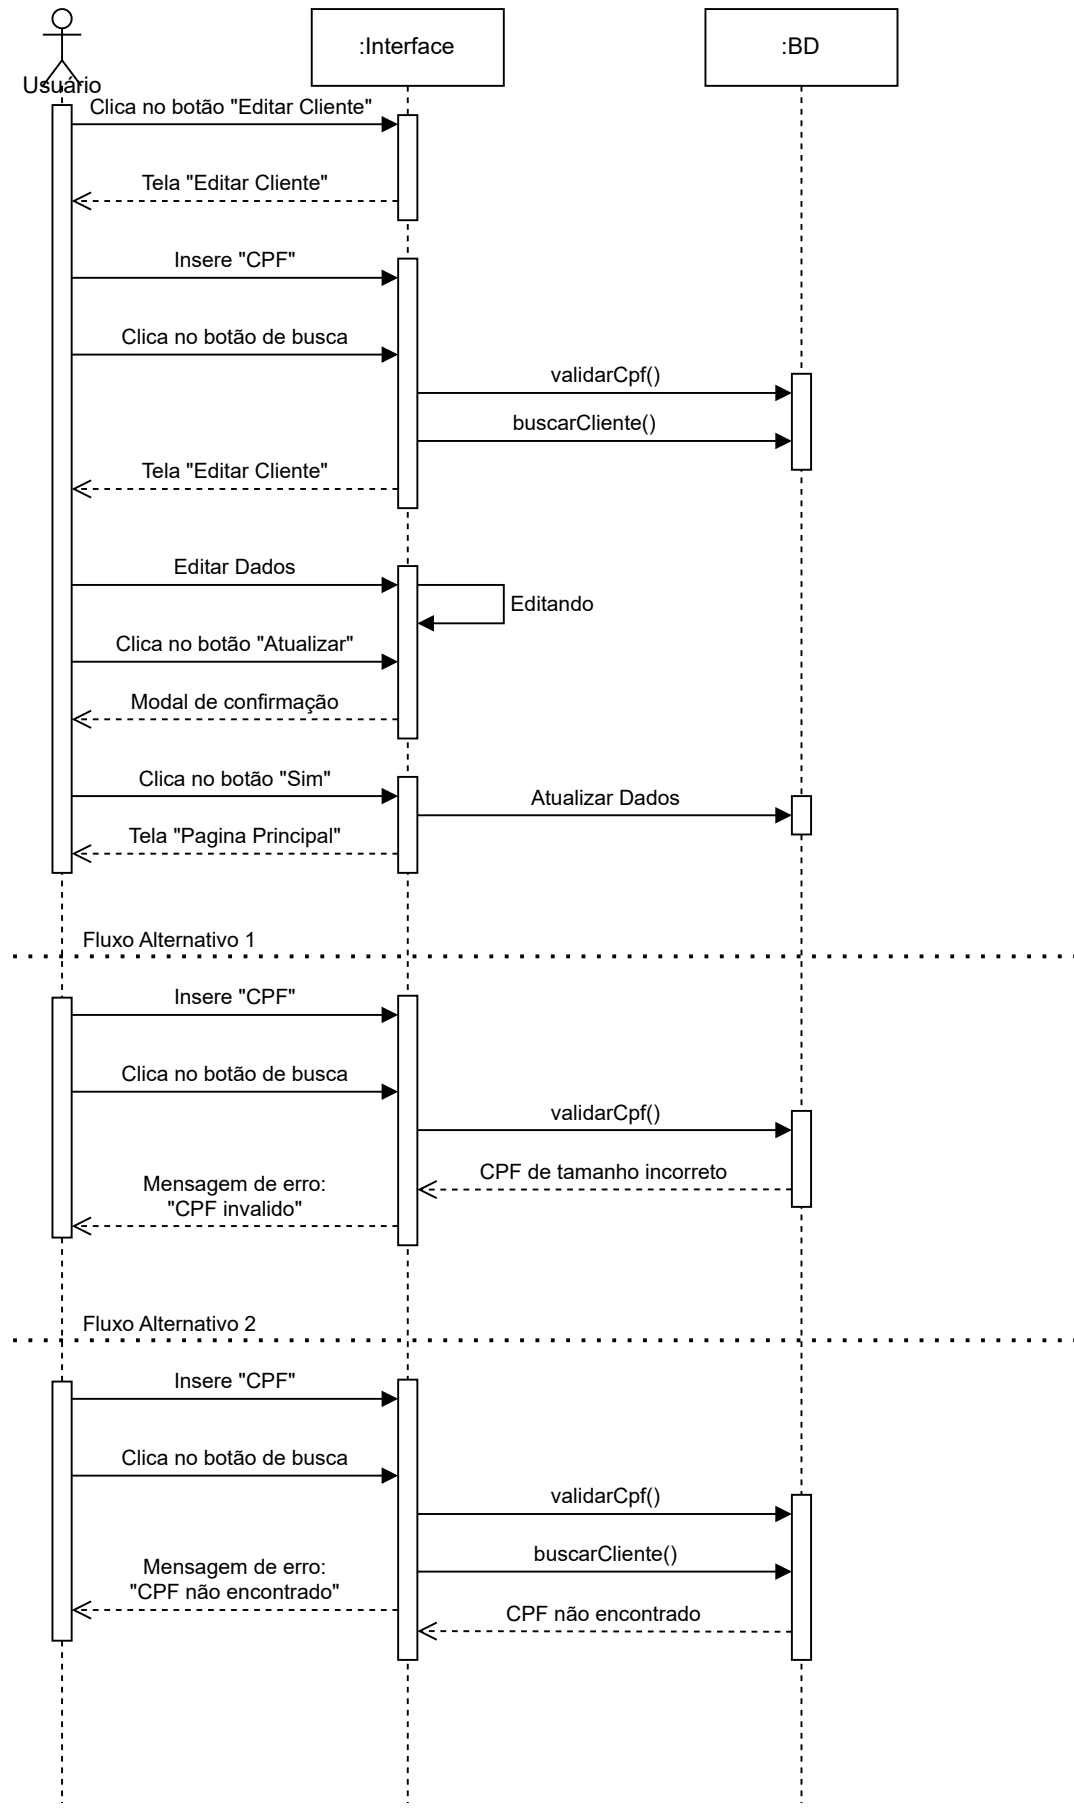 Usuário
:Interface
:BD
Clica no botão "Editar Cliente"
Tela "Editar Cliente"
Insere "CPF"
Clica no botão de busca
validarCpf()
buscarCliente()
Tela "Editar Cliente"
Editar Dados
Editando
Clica no botão "Atualizar"
Modal de confirmação
Clica no botão "Sim"
Atualizar Dados
Tela "Pagina Principal"
Fluxo Alternativo 1
Insere "CPF"
Clica no botão de busca
validarCpf()
CPF de tamanho incorreto
Mensagem de erro:
"CPF invalido"
Fluxo Alternativo 2
Insere "CPF"
Clica no botão de busca
validarCpf()
buscarCliente()
Mensagem de erro:
"CPF não encontrado"
CPF não encontrado